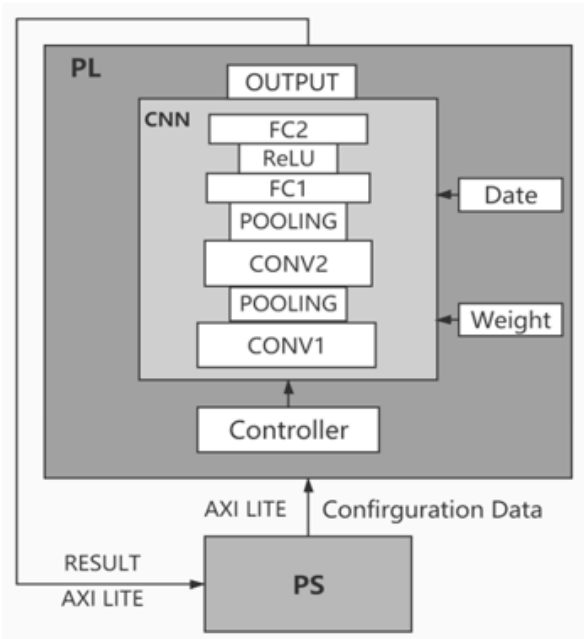 PL
OUTPUT
CNN
FC2
ReLU
FC1
POOLING
CONV2
POOLING
CONV1
Date
Weight
Controller
AXI LITE
Confirguration Data
RESULT
AXI LITE
PS